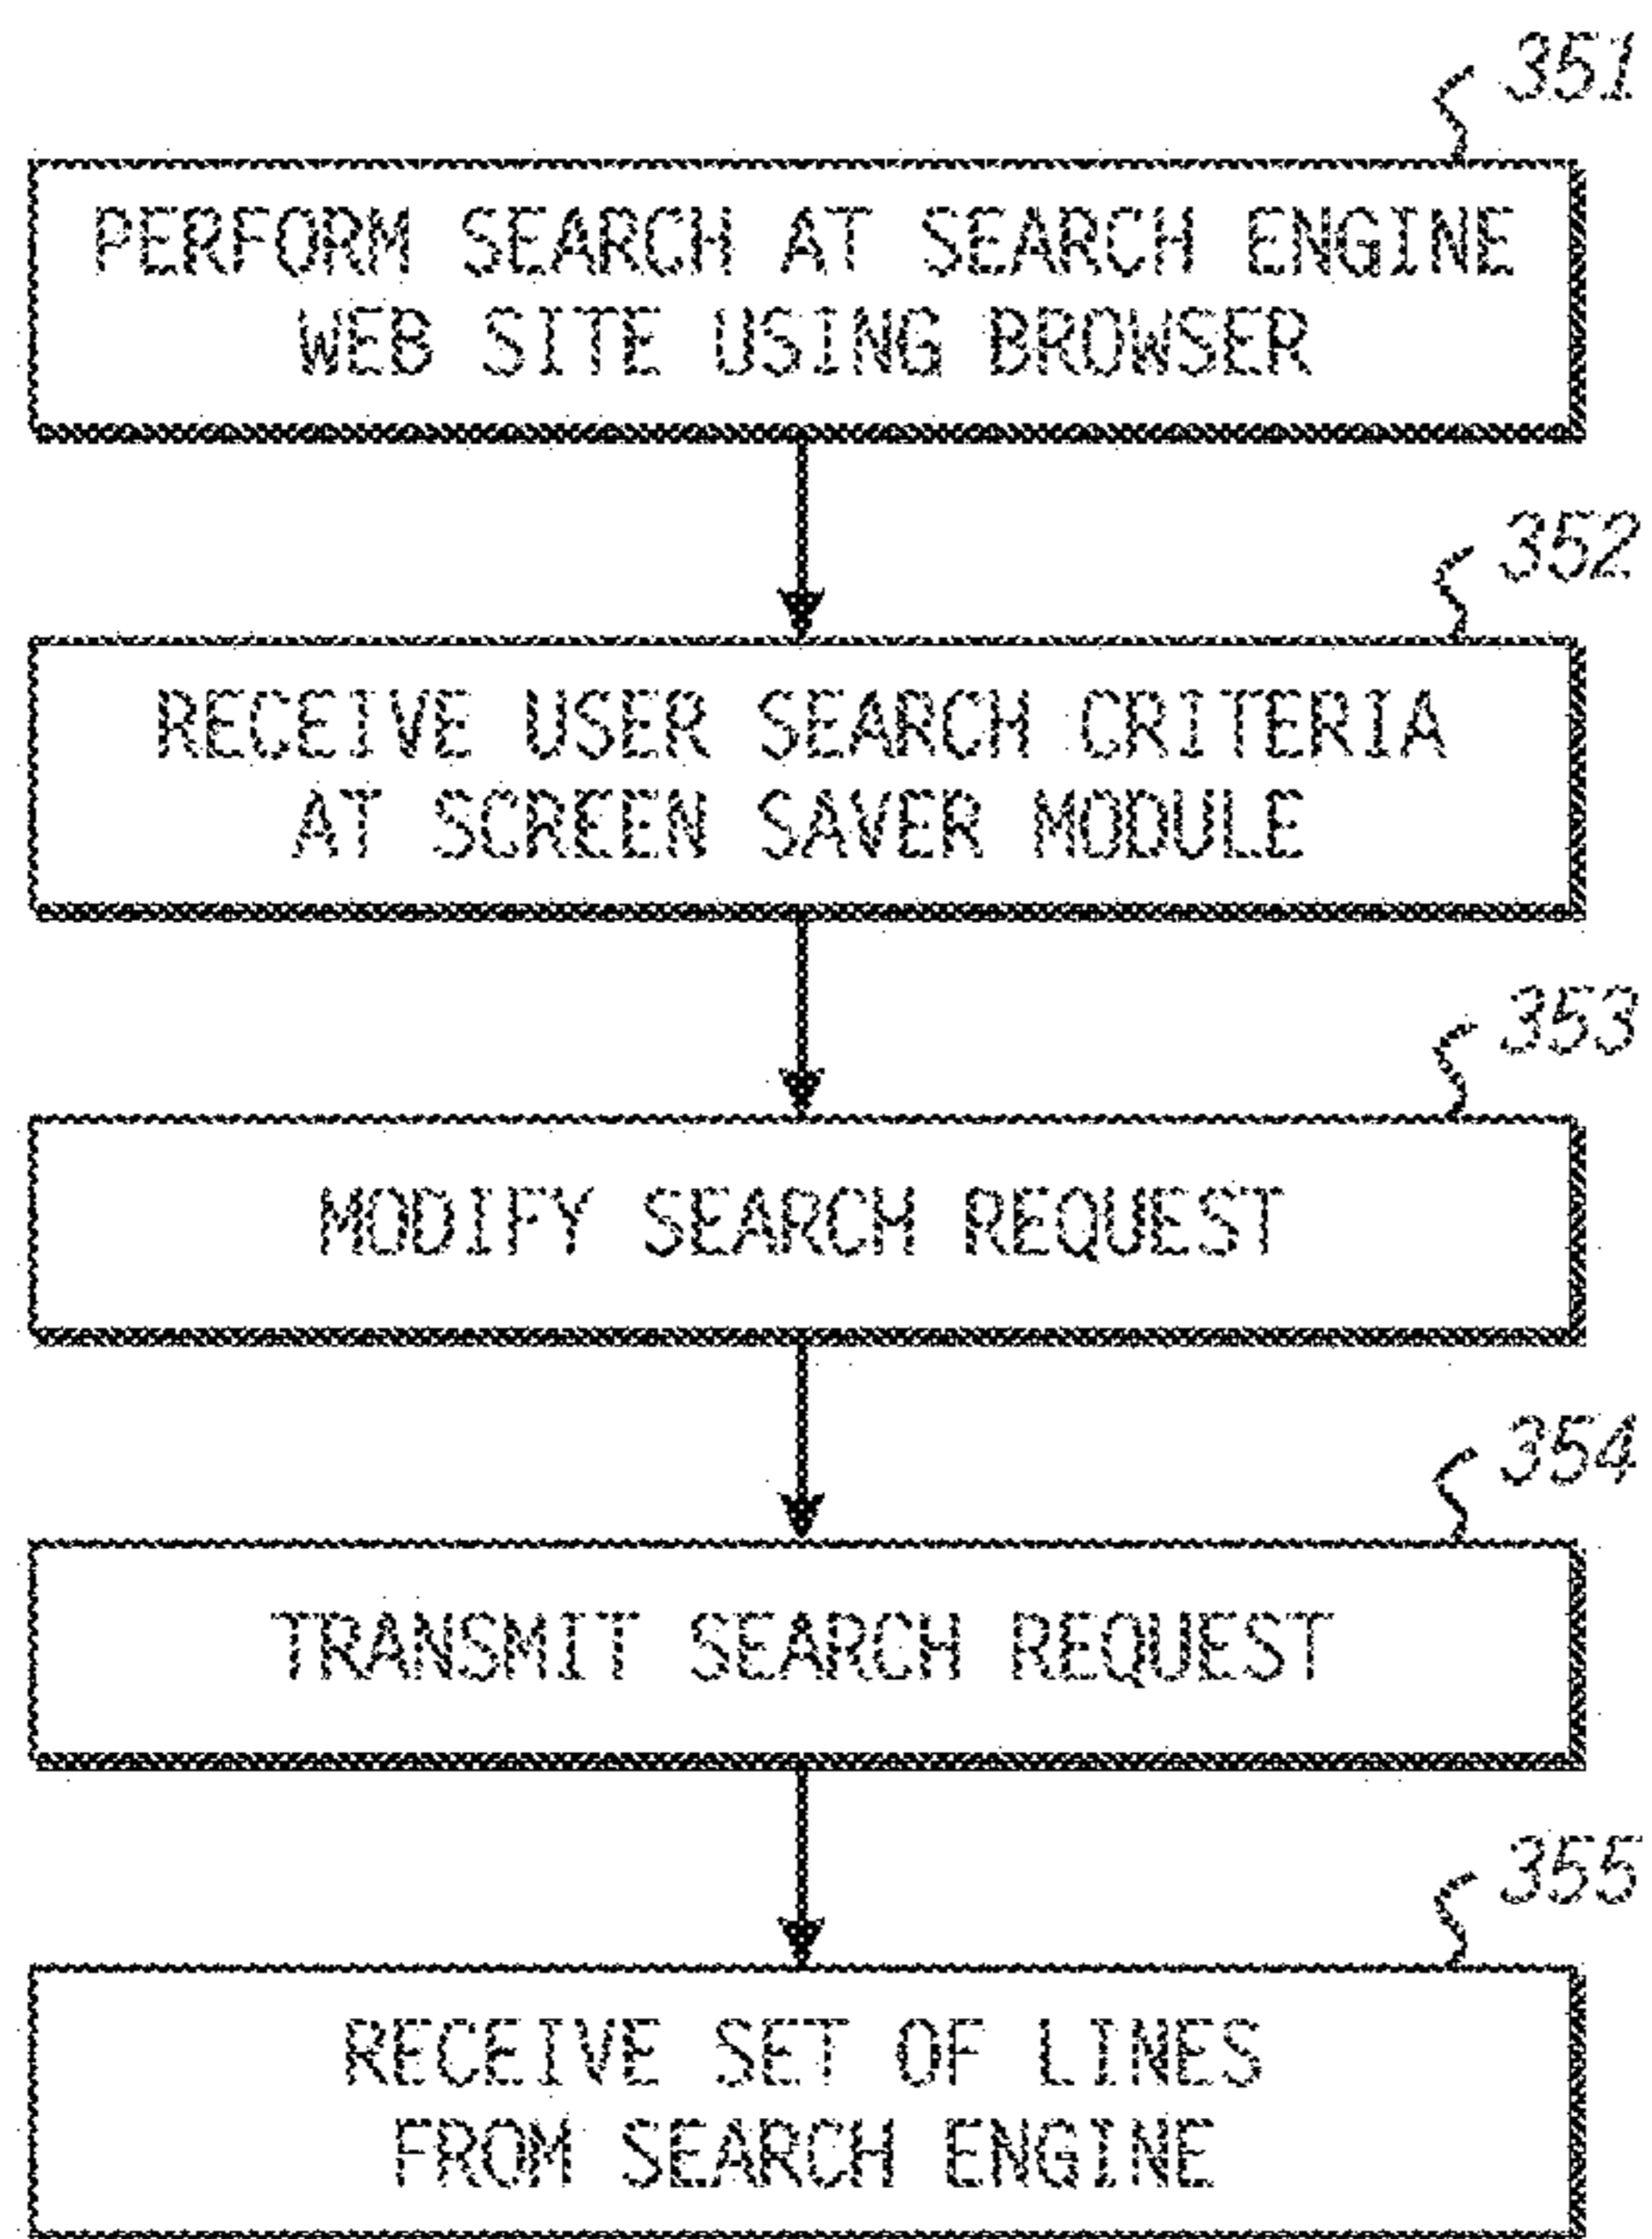 351
PERFORM SEARCH AT SEARCH ENGINE
WEB SITE USING BROWSER
352
RECEIVE USER SEARCH CRITERIA
AT SCREEN SAVER MODULE
353
MODIFY SEARCH REQUEST
354
TRANSMIT SEARCH REQUEST
355
RECEIVE SET OF LINES
FROM SEARCH ENGINE